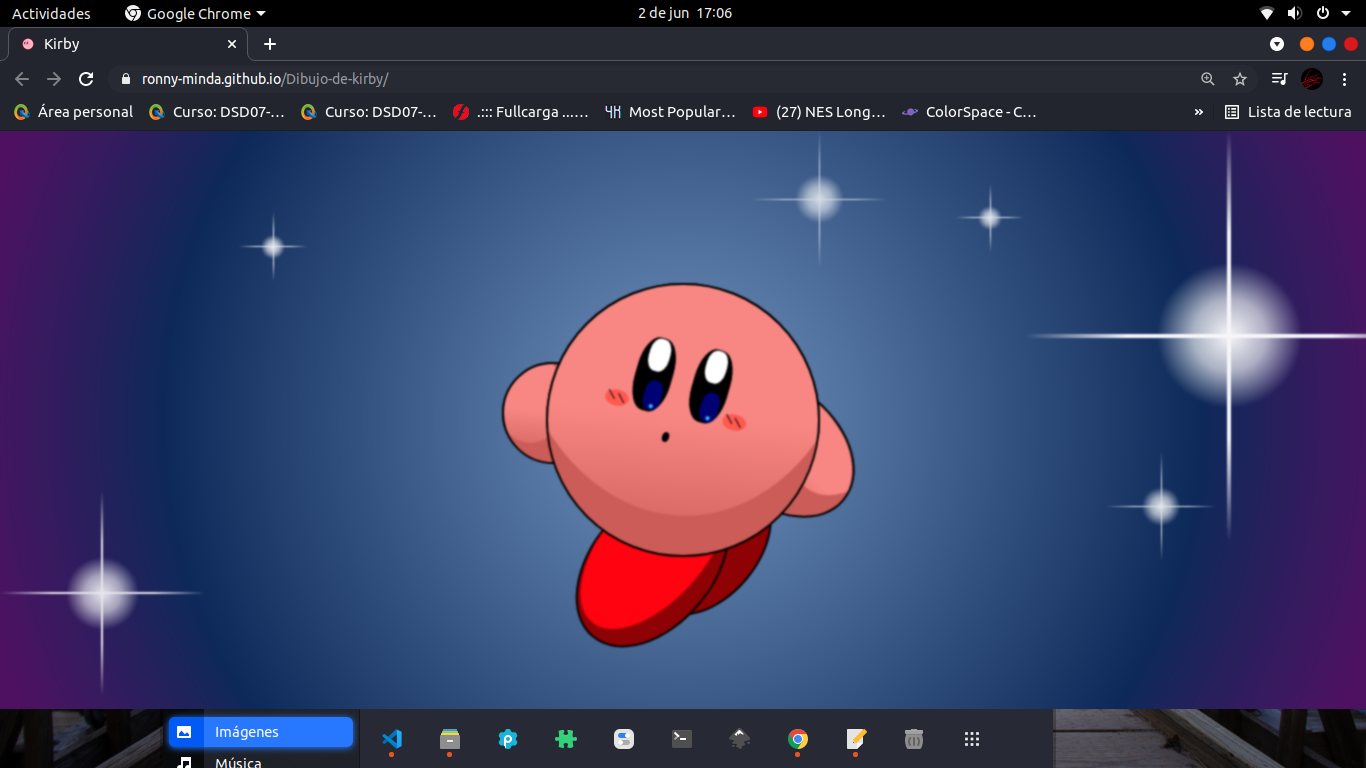 Actividades Google Chrome 2 de jun 17:06
Kirby
ronny-minda.github.io/Dibujo-de-kirby/
Área personal Curso: DSD07-... Curso: DSD07-... .:::: Fullcarga ...... Most Popular... (27) NES Long... ColorSpace - C... » Lista de lectura
Imágenes
Música